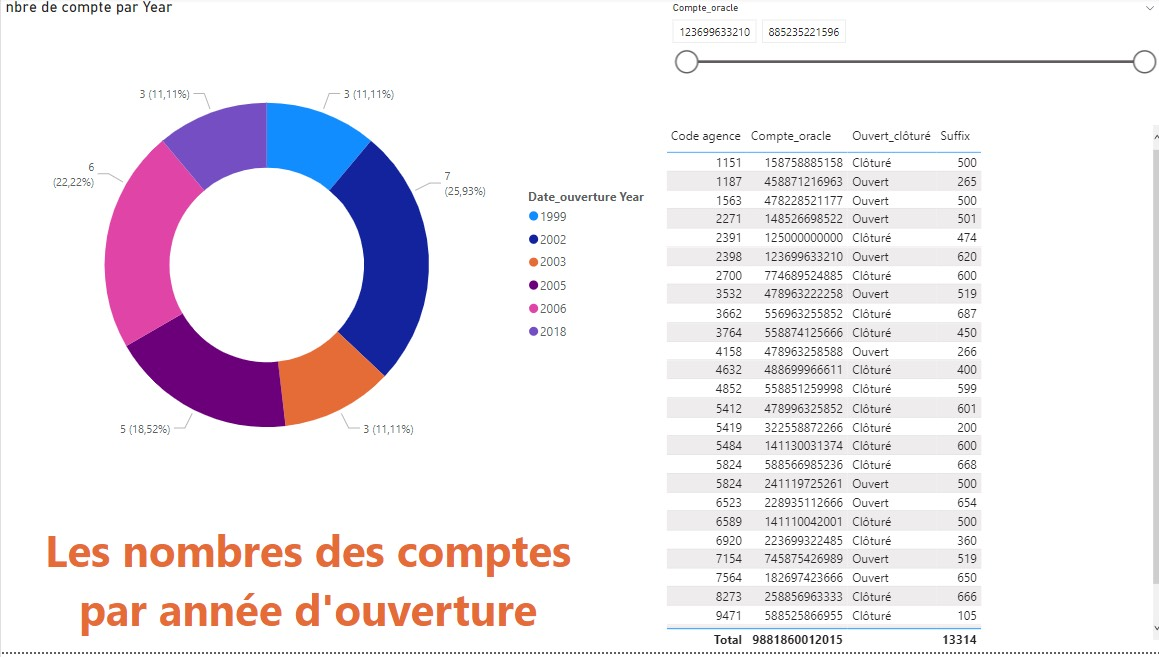 nbre de compte par Year
3 (11,11%)
3 (11,11%)
6
(22,22%)
7
(25,93%)
5 (18,52%)
3 (11,11%)
Date_ouverture Year
1999
2002
2003
2005
2006
2018
Les nombres des comptes
par année d'ouverture
Compte_oracle
123699633210 885235221596
Code agence Compte_oracle Ouvert_clôturé Suffix
1151 158758885158 Clôturé 500
1187 458871216963 Ouvert 265
1563 478228521177 Ouvert 500
2271 148526698522 Ouvert 501
2391 125000000000 Clôturé 474
2398 123699633210 Ouvert 620
2700 774689524885 Clôturé 600
3532 478963222258 Ouvert 519
3662 556963255852 Clôturé 687
3764 558874125666 Clôturé 450
4158 478963258588 Ouvert 266
4632 488699966611 Clôturé 400
4852 558851259998 Clôturé 599
5412 478996325852 Clôturé 601
5419 322558872266 Clôturé 200
5484 141130031374 Clôturé 600
5824 588566985236 Clôturé 668
5824 241119725261 Ouvert 500
6523 228935112666 Ouvert 654
6589 141110042001 Clôturé 500
6920 223699322485 Clôturé 360
7154 745875426989 Ouvert 519
7564 182697423666 Ouvert 650
8273 258856963333 Clôturé 666
9471 588525866955 Clôturé 105
Total 9881860012015 13314